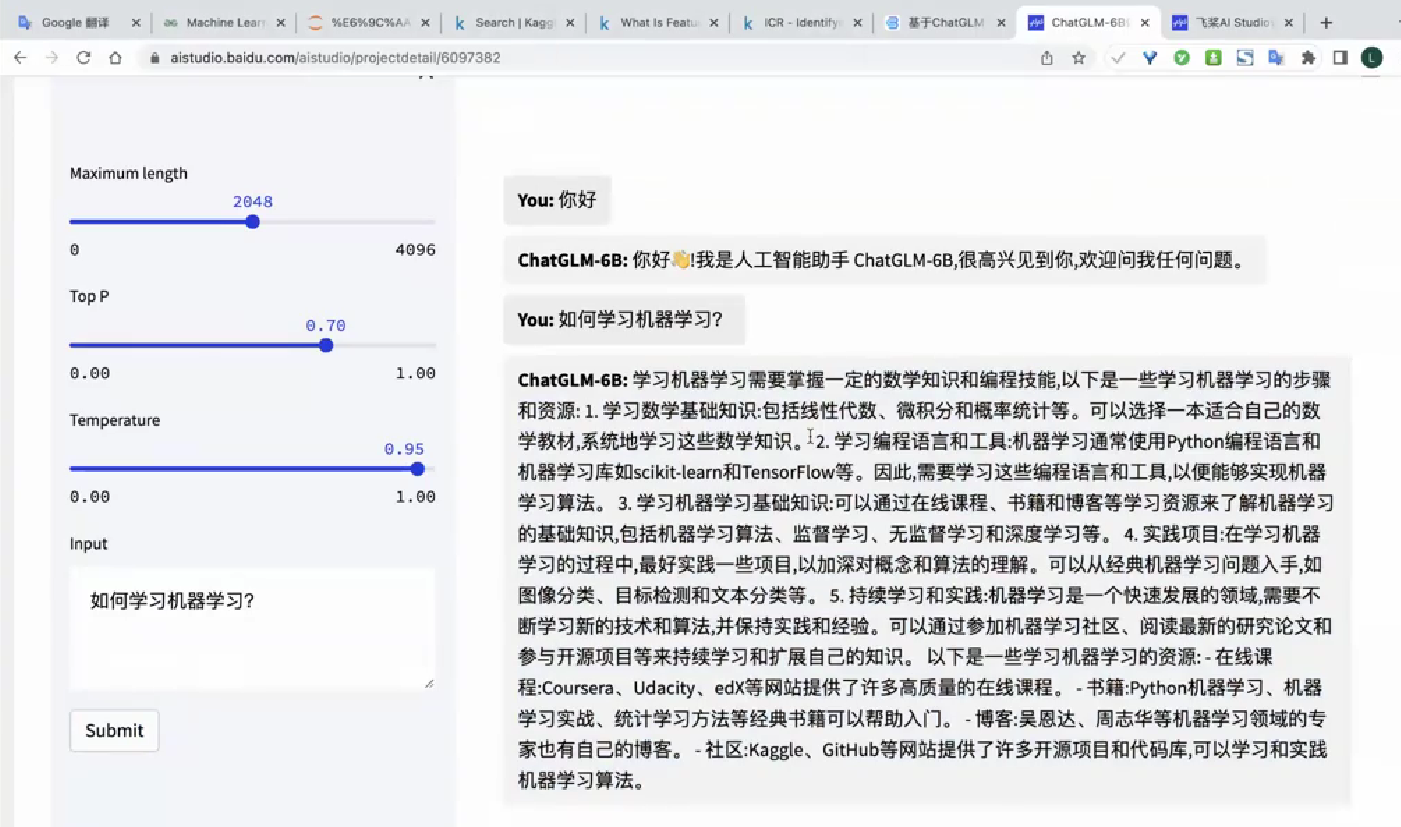 Google 翻译
Machine Lear
%E6%9C%AA
Search | Kagg
What Is Featu
ICR - Identify
基于ChatGLM
ChatGLM-6B
飞桨AI Studio
aistudio.baidu.com/aistudio/projectdetail/6097382
L
Maximum length
2048
0 4096
Top P
0.70
0.00 1.00
Temperature
0.95
0.00 1.00
Input
如何学习机器学习?
Submit
You: 你好
ChatGLM-6B: 你好👋!我是人工智能助手 ChatGLM-6B,很高兴见到你,欢迎问我任何问题。
You: 如何学习机器学习?
ChatGLM-6B: 学习机器学习需要掌握一定的数学知识和编程技能,以下是一些学习机器学习的步骤
和资源: 1. 学习数学基础知识:包括线性代数、微积分和概率统计等。可以选择一本适合自己的数
学教材,系统地学习这些数学知识。 2. 学习编程语言和工具:机器学习通常使用Python编程语言和
机器学习库如scikit-learn和TensorFlow等。因此,需要学习这些编程语言和工具,以便能够实现机器
学习算法。 3. 学习机器学习基础知识:可以通过在线课程、书籍和博客等学习资源来了解机器学习
的基础知识,包括机器学习算法、监督学习、无监督学习和深度学习等。 4. 实践项目:在学习机器
学习的过程中,最好实践一些项目,以加深对概念和算法的理解。可以从经典机器学习问题入手,如
图像分类、目标检测和文本分类等。 5. 持续学习和实践:机器学习是一个快速发展的领域,需要不
断学习新的技术和算法,并保持实践和经验。可以通过参加机器学习社区、阅读最新的研究论文和
参与开源项目等来持续学习和扩展自己的知识。 以下是一些学习机器学习的资源: - 在线课
程:Coursera、Udacity、edX等网站提供了许多高质量的在线课程。 - 书籍:Python机器学习、机器
学习实战、统计学习方法等经典书籍可以帮助入门。 - 博客:吴恩达、周志华等机器学习领域的专
家也有自己的博客。 - 社区:Kaggle、GitHub等网站提供了许多开源项目和代码库,可以学习和实践
机器学习算法。